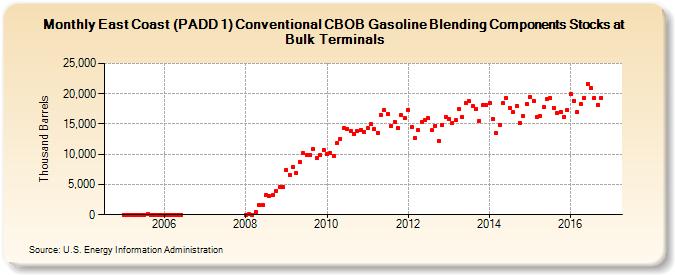 Monthly East Coast (PADD 1) Conventional CBOB Gasoline Blending Components Stocks at
Bulk Terminals
Thousand Barrels
25,000
20,000
15,000
10,000
5,000
0
2006 2008 2010 2012 2014 2016
Source: U.S. Energy Information Administration